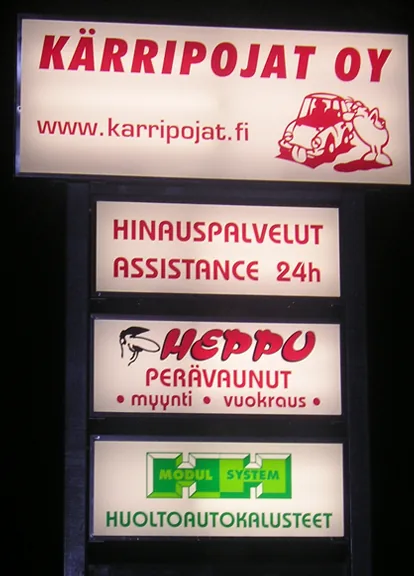 KÄRRIPOJAT OY
www.karripojat.fi
HINAUSPALVELUT
ASSISTANCE 24h
HEPPU
PERÄVAUNUT
• myynti • vuokraus •
MODUL SYSTEM
HUOLTOAUTOKALUSTEET